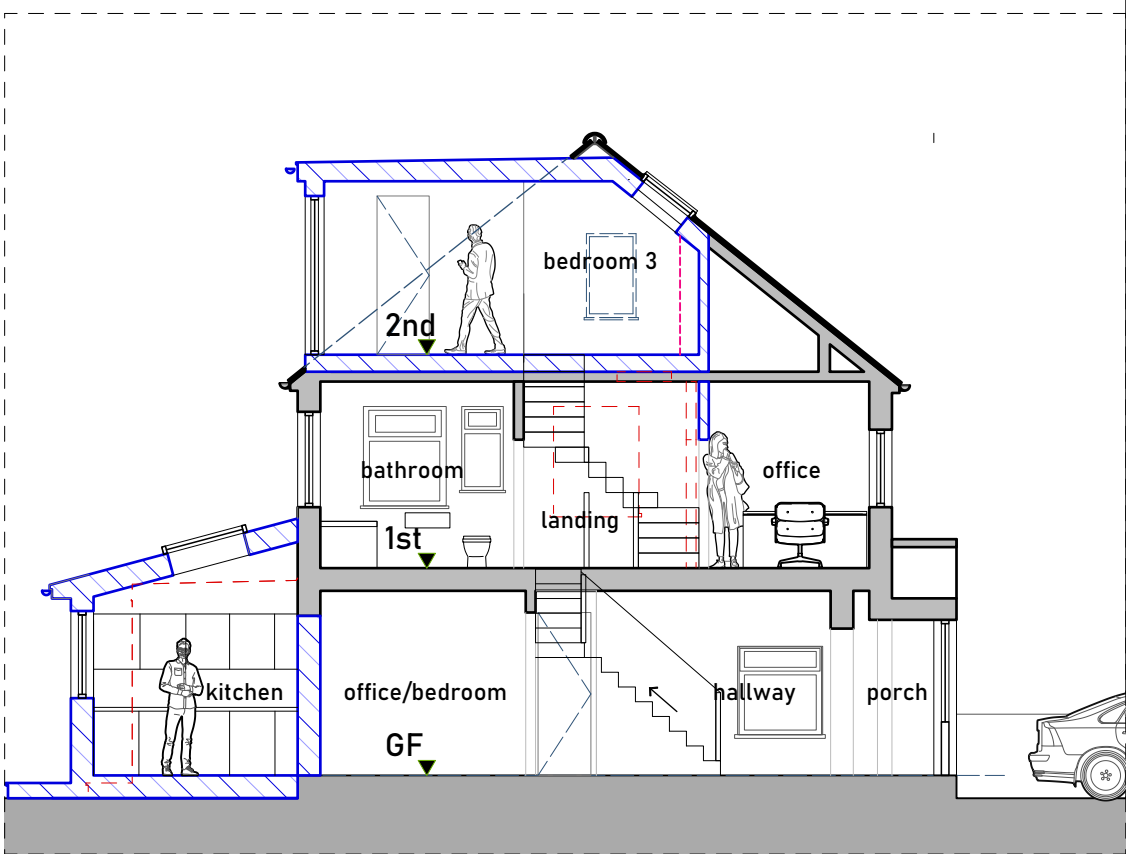 bedroom 3
2nd
bathroom
office
landing
1st
kitchen
office/bedroom
hallway
porch
GF